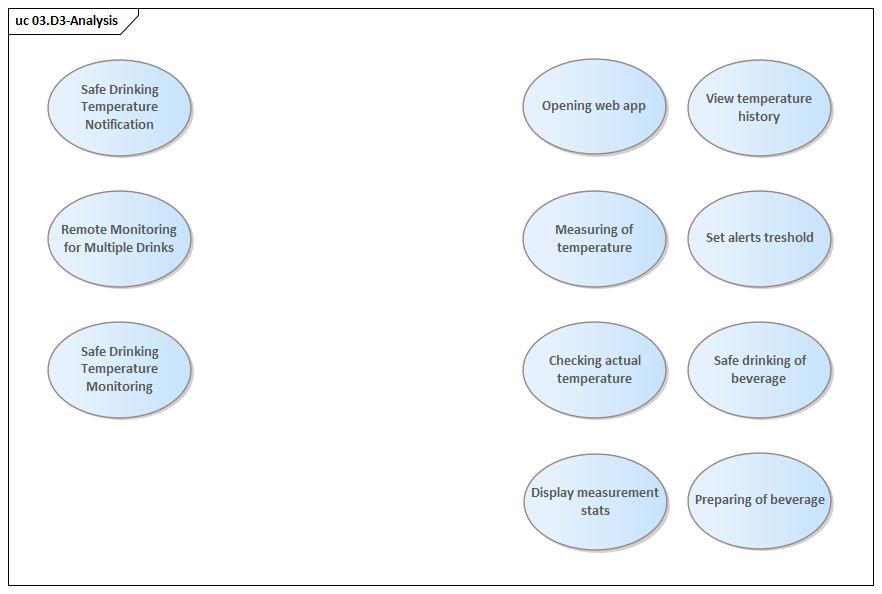 uc 03.D3-Analysis
Safe Drinking
Temperature
Notification
Opening web app
View temperature
history
Remote Monitoring
for Multiple Drinks
Measuring of
temperature
Set alerts treshold
Safe Drinking
Temperature
Monitoring
Checking actual
temperature
Safe drinking of
beverage
Display measurement
stats
Preparing of beverage